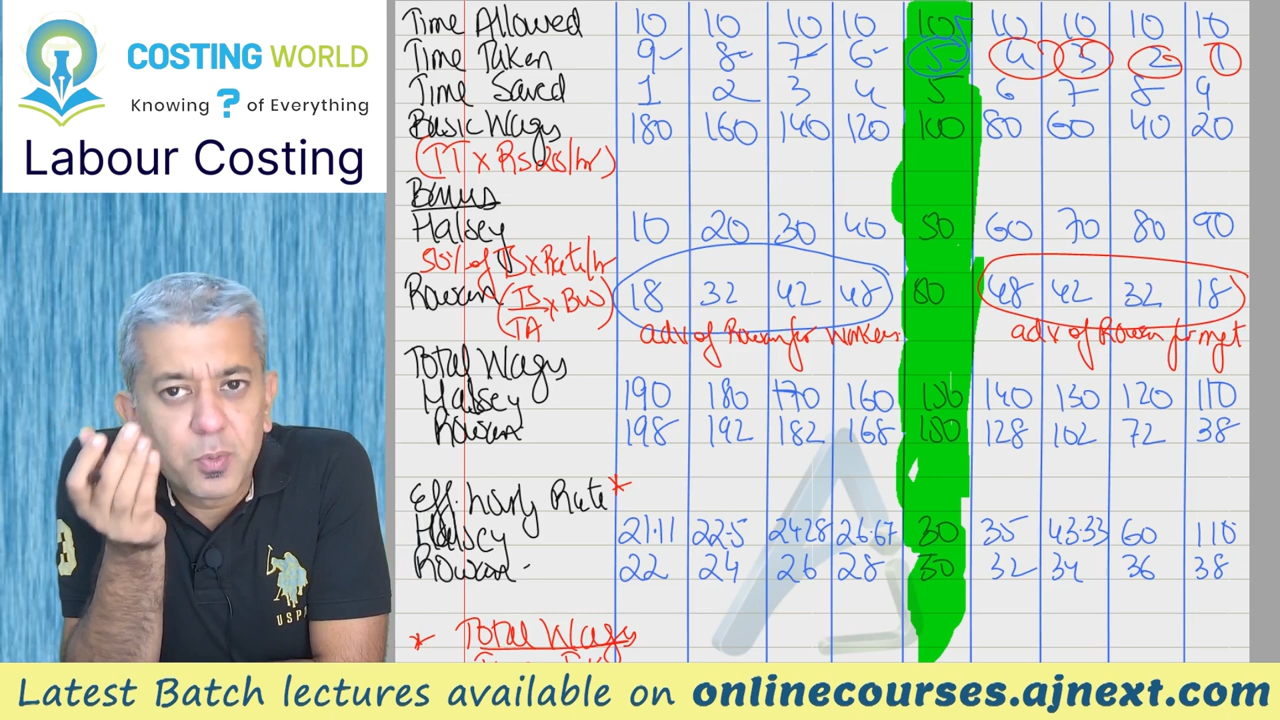 COSTING WORLD
Knowing ? of Everything
Labour Costing
Time Allowed 10 10 10 10 10 10 10 10 10
Time Taken 9 8 7 6 5 4 3 2 1
Time Saved 1 2 3 4 5 6 7 8 9
Basic Wages 180 160 140 120 100 80 60 40 20
(TT x Rs 20/hr)
Bonus
Halsey 10 20 30 40 50 60 70 80 90
50% of TS x Rate/hr
Rowan (TS/TA x BW) 18 32 42 48 50 48 42 32 18
adv of Rowan for Workers adv of Rowan for mgt
Total Wages
Halsey 190 180 170 160 150 140 130 120 110
Rowan 198 192 182 168 150 128 102 72 38
Eff. hourly Rate *
Halsey 21.11 22.5 24.28 26.67 30 35 43.33 60 110
Rowan 22 24 26 28 30 32 34 36 38
* Total Wages
3
USP
Latest Batch lectures available on onlinecourses.ajnext.com